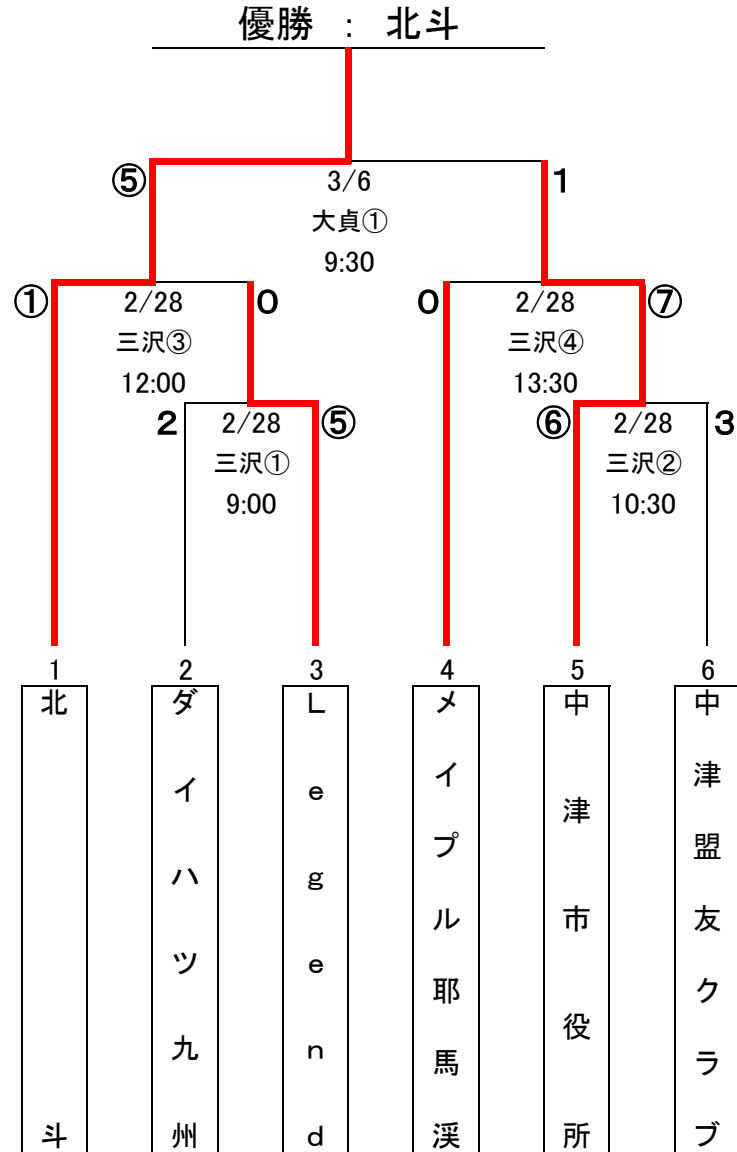 優勝 : 北斗
⑤ 3/6 1
大貞①
9:30
① 2/28 0 0 2/28 ⑦
三沢③ 三沢④
12:00 13:30
2 2/28 ⑤ ⑥ 2/28 3
三沢① 三沢②
9:00 10:30
1 2 3 4 5 6
北斗
ダイハツ九州
Legend
メイプル耶馬渓
中津市役所
中津盟友クラブ